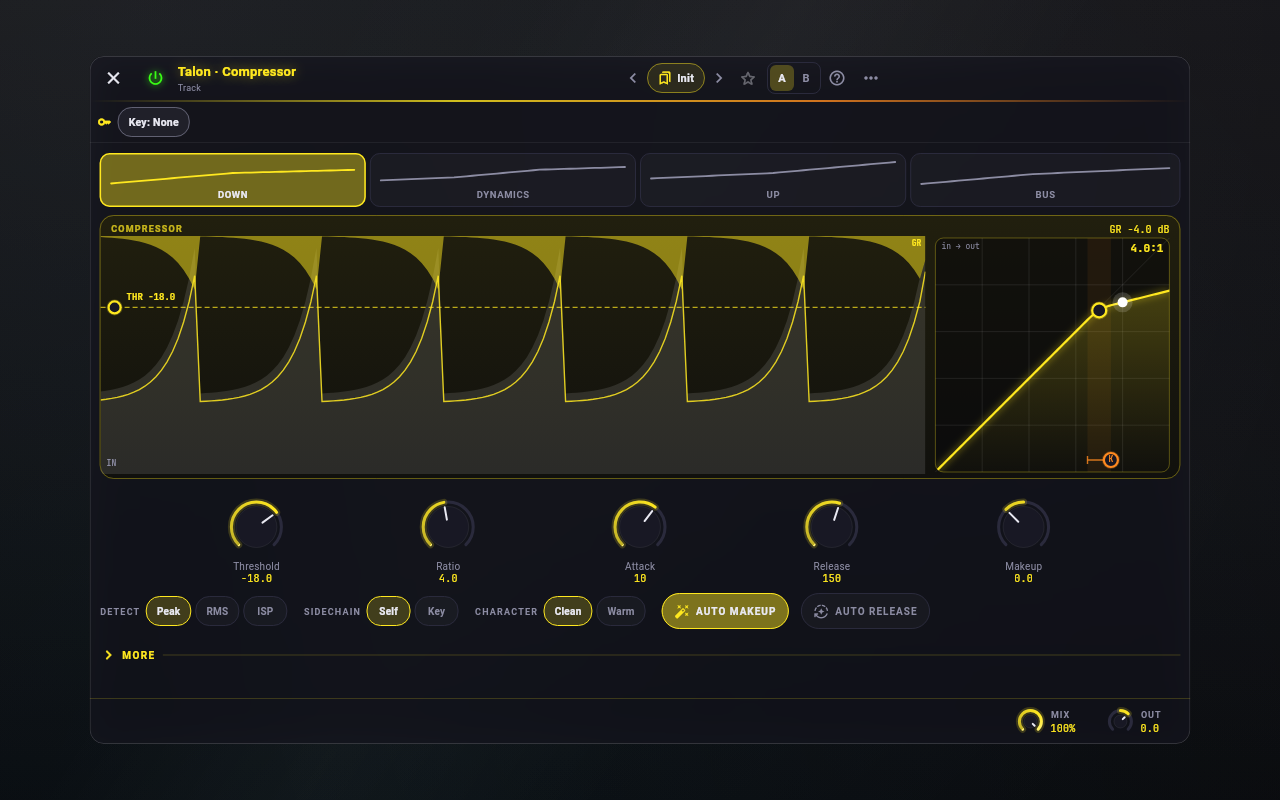 Talon · Compressor
Track
Init
A
B
Key: None
DOWN
DYNAMICS
UP
BUS
COMPRESSOR
GR -4.0 dB
GR
in → out
4.0:1
THR -18.0
IN
K
Threshold
-18.0
Ratio
4.0
Attack
10
Release
150
Makeup
0.0
DETECT Peak RMS ISP SIDECHAIN Self Key CHARACTER Clean Warm AUTO MAKEUP AUTO RELEASE
MORE
MIX
100%
OUT
0.0